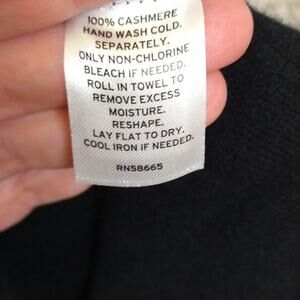 100% CASHMERE
HAND WASH COLD.
SEPARATELY.
ONLY NON-CHLORINE
BLEACH IF NEEDED.
ROLL IN TOWEL TO
REMOVE EXCESS
MOISTURE.
RESHAPE.
LAY FLAT TO DRY.
COOL IRON IF NEEDED.
RN58665